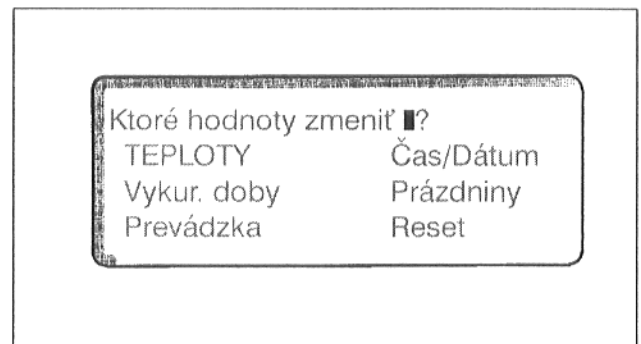 Ktoré hodnoty zmeniť ▮?
TEPLOTY Čas/Dátum
Vykur. doby Prázdniny
Prevádzka Reset